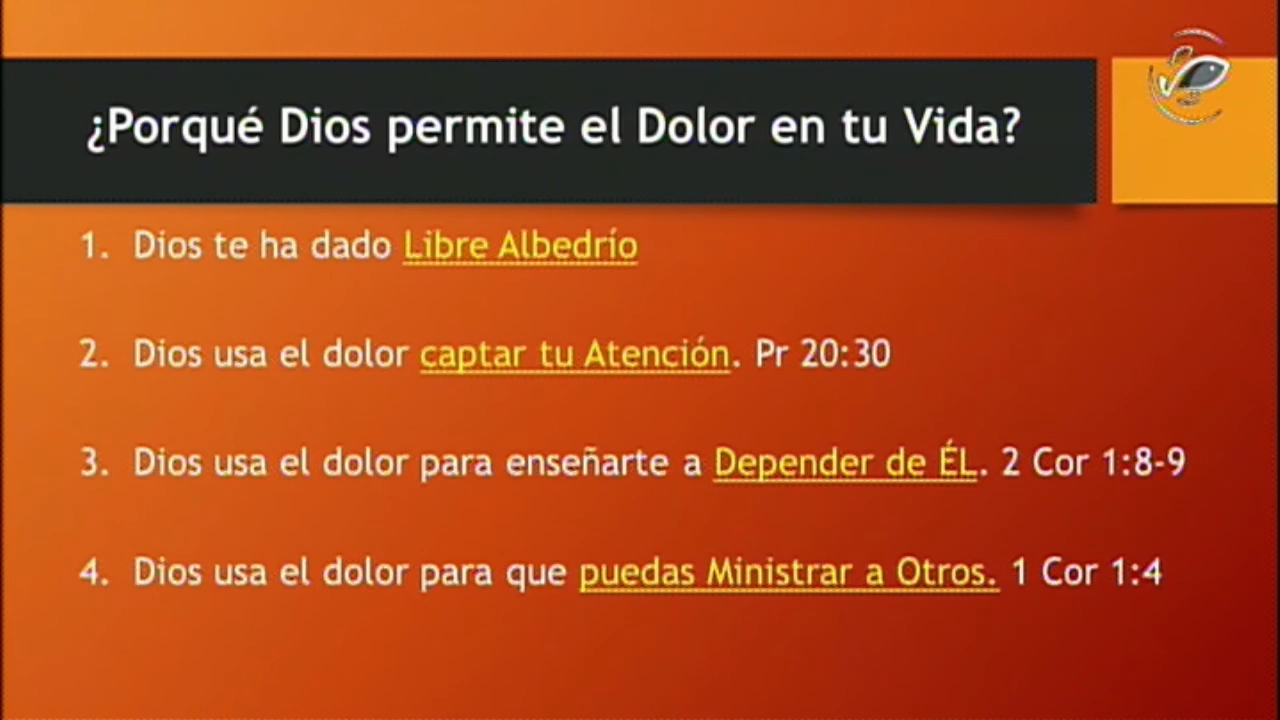 ¿Porqué Dios permite el Dolor en tu Vida?
1. Dios te ha dado Libre Albedrío
2. Dios usa el dolor captar tu Atención. Pr 20:30
3. Dios usa el dolor para enseñarte a Depender de ÉL. 2 Cor 1:8-9
4. Dios usa el dolor para que puedas Ministrar a Otros. 1 Cor 1:4